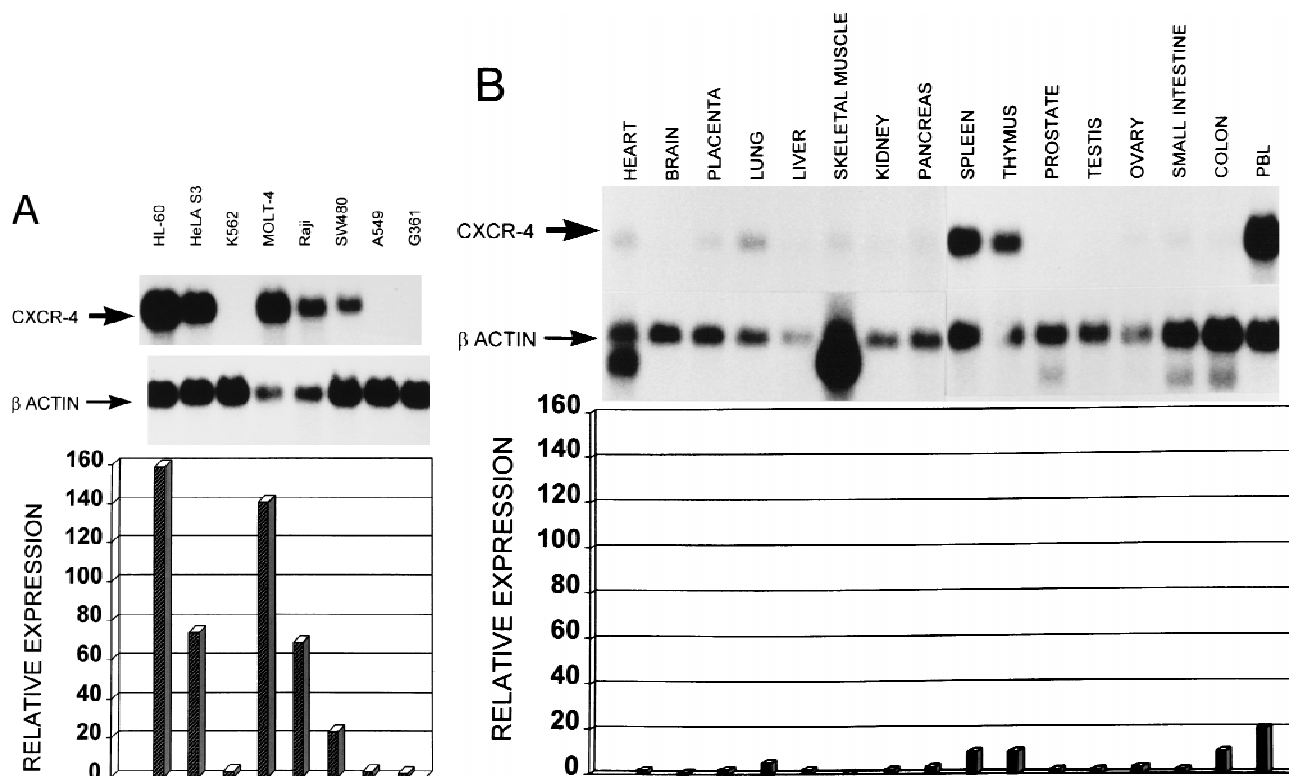 A
HL-60
HeLA S3
K562
MOLT-4
Raji
SW480
A549
G361
CXCR-4
β ACTIN
RELATIVE EXPRESSION
160
140
120
100
80
60
40
20
0
B
HEART
BRAIN
PLACENTA
LUNG
LIVER
SKELETAL MUSCLE
KIDNEY
PANCREAS
SPLEEN
THYMUS
PROSTATE
TESTIS
OVARY
SMALL INTESTINE
COLON
PBL
CXCR-4
β ACTIN
RELATIVE EXPRESSION
160
140
120
100
80
60
40
20
0